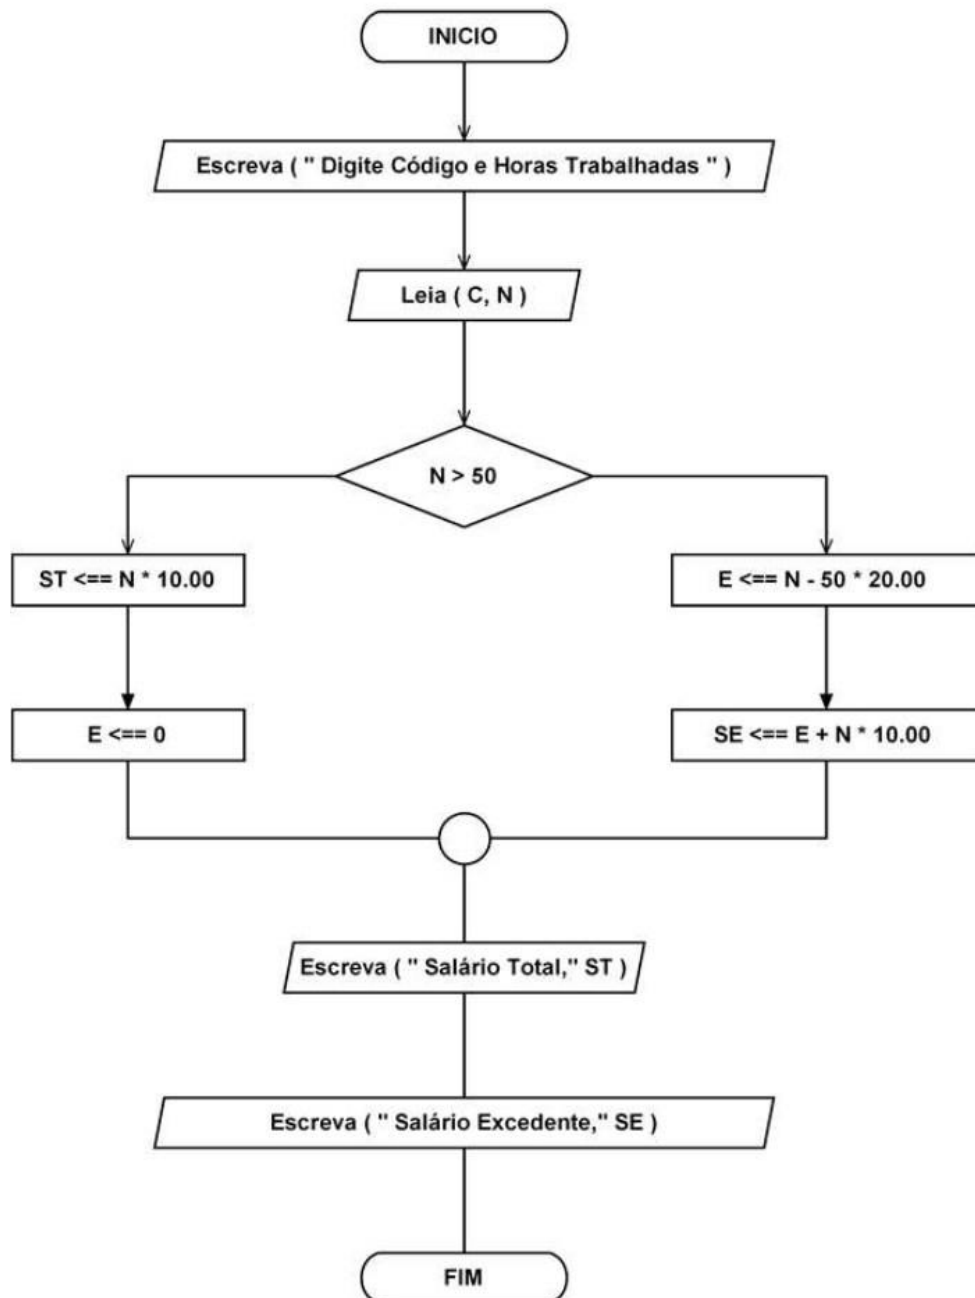 INICIO
Escreva ( " Digite Código e Horas Trabalhadas " )
Leia ( C, N )
N > 50
ST <== N * 10.00
E <== N - 50 * 20.00
E <== 0
SE <== E + N * 10.00
Escreva ( " Salário Total," ST )
Escreva ( " Salário Excedente," SE )
FIM